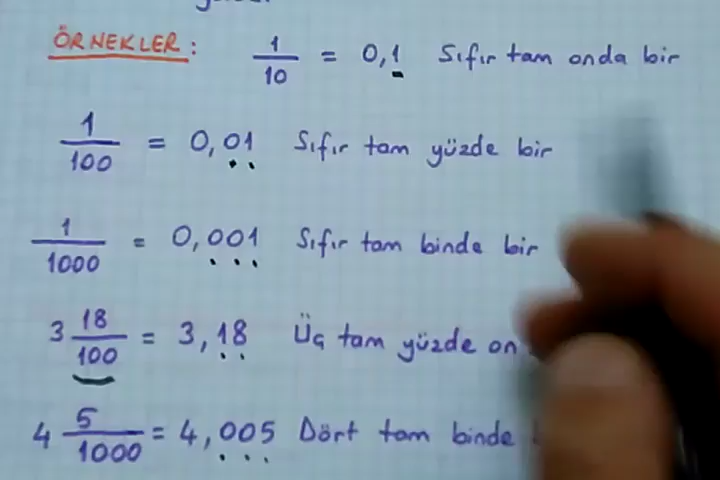 ÖRNEKLER: 1/10 = 0,1 Sıfır tam onda bir
1/100 = 0,01 Sıfır tam yüzde bir
1/1000 = 0,001 Sıfır tam binde bir
3 18/100 = 3,18 Üç tam yüzde on
4 5/1000 = 4,005 Dört tam binde